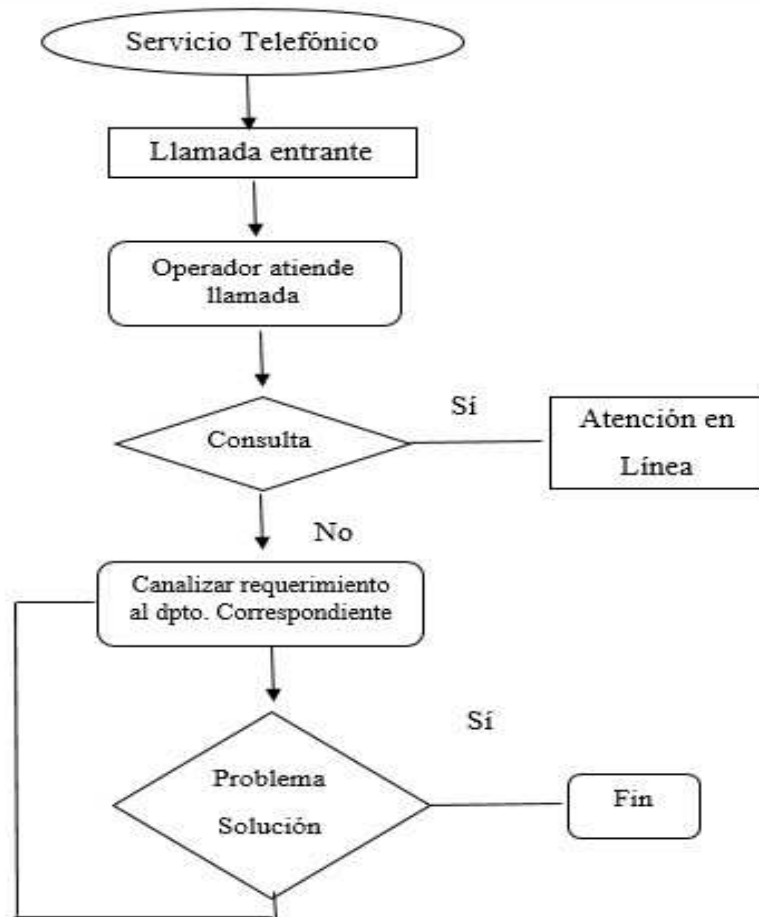 Servicio Telefónico
Llamada entrante
Operador atiende
llamada
Consulta
Sí
Atención en
Línea
No
Canalizar requerimiento
al dpto. Correspondiente
Sí
Problema
Solución
Fin